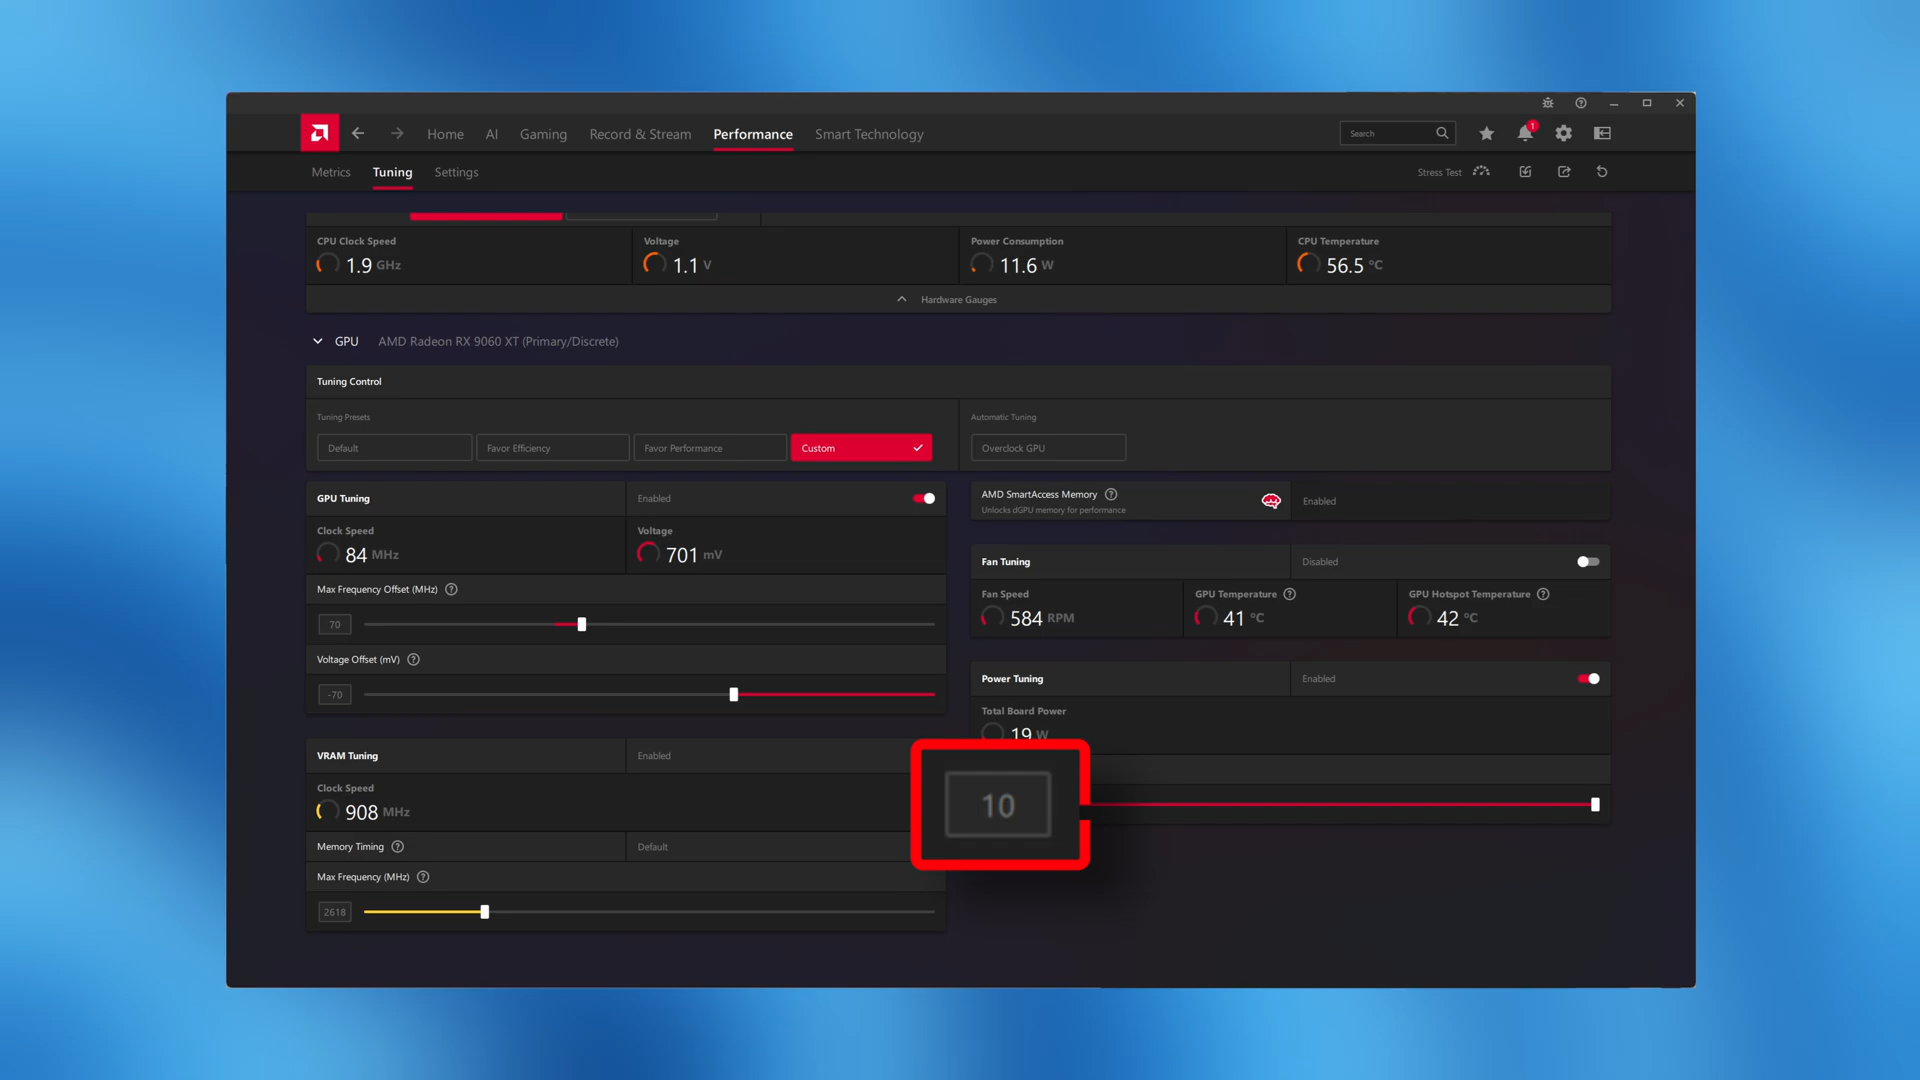 Home AI Gaming Record & Stream Performance Smart Technology Search 1
Metrics Tuning Settings Stress Test
CPU Clock Speed Voltage Power Consumption CPU Temperature
1.9 GHz 1.1 V 11.6 W 56.5 °C
Hardware Gauges
GPU AMD Radeon RX 9060 XT (Primary/Discrete)
Tuning Control
Tuning Presets Automatic Tuning
Default Favor Efficiency Favor Performance Custom Overclock GPU
GPU Tuning Enabled
Clock Speed Voltage
84 MHz 701 mV
Max Frequency Offset (MHz) ?
70
Voltage Offset (mV) ?
-70
VRAM Tuning Enabled
Clock Speed
908 MHz
Memory Timing ? Default
Max Frequency (MHz) ?
2618
AMD SmartAccess Memory ? Enabled
Unlocks dGPU memory for performance
Fan Tuning Disabled
Fan Speed GPU Temperature ? GPU Hotspot Temperature ?
584 RPM 41 °C 42 °C
Power Tuning Enabled
Total Board Power
19 W
10